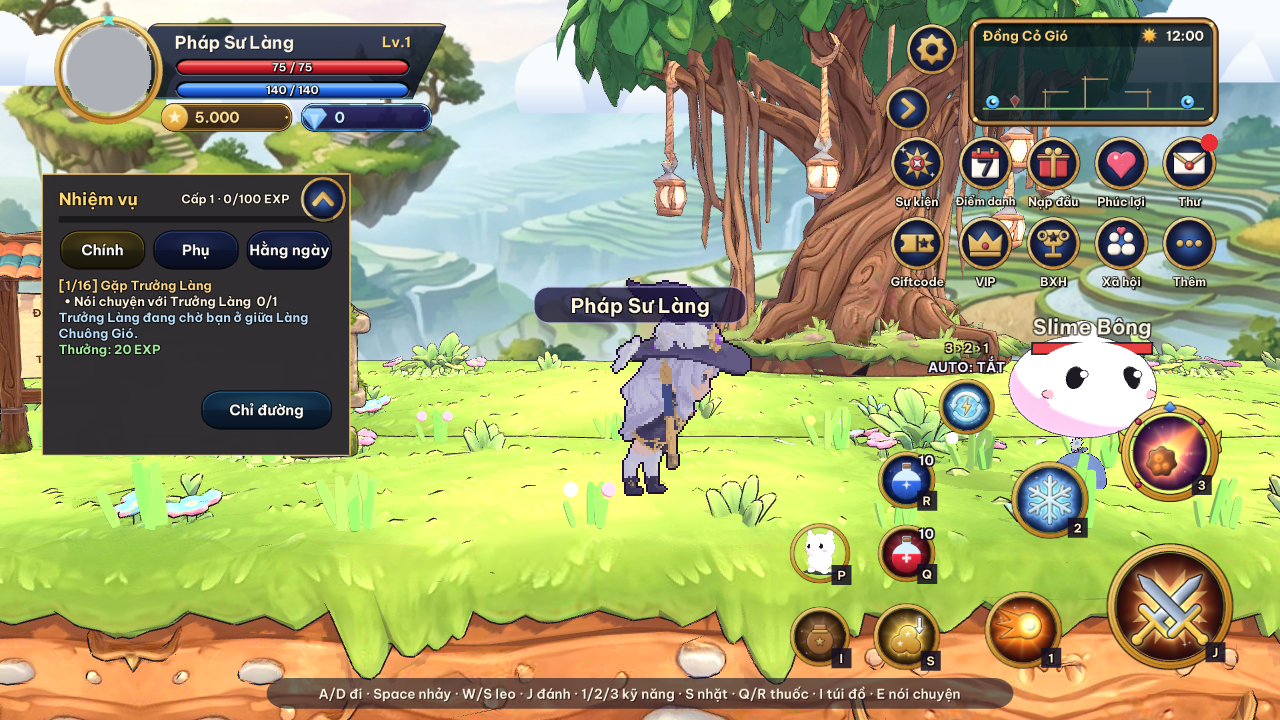 Pháp Sư Làng Lv.1
75 / 75
140 / 140
5.000 0
Đồng Cỏ Gió 12:00
Nhiệm vụ Cấp 1 · 0/100 EXP
Chính Phụ Hằng ngày
[1/16] Gặp Trưởng Làng
• Nói chuyện với Trưởng Làng 0/1
Trưởng Làng đang chờ bạn ở giữa Làng
Chuông Gió.
Thưởng: 20 EXP
Chỉ đường
7
Sự kiện Điểm danh Nạp đầu Phúc lợi Thư
Giftcode VIP BXH Xã hội Thêm
Pháp Sư Làng
Slime Bông
3›2›1
AUTO: TẮT
10
R
3
2
10
Q
P
I
S
1
J
A/D đi · Space nhảy · W/S leo · J đánh · 1/2/3 kỹ năng · S nhặt · Q/R thuốc · I túi đồ · E nói chuyện